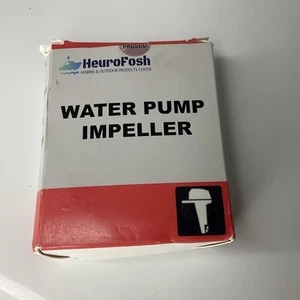 PASSED
HeuroFosh
MARINE & OUTDOOR PRODUCTS CENTER
WATER PUMP
IMPELLER